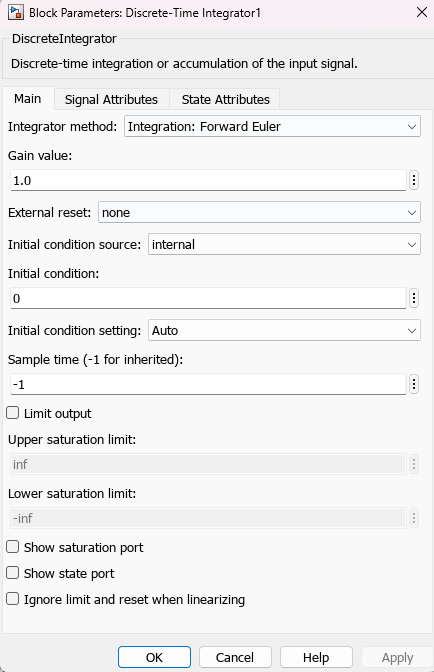 Block Parameters: Discrete-Time Integrator1
DiscreteIntegrator
Discrete-time integration or accumulation of the input signal.
Main Signal Attributes State Attributes
Integrator method: Integration: Forward Euler
Gain value:
1.0
External reset: none
Initial condition source: internal
Initial condition:
0
Initial condition setting: Auto
Sample time (-1 for inherited):
-1
Limit output
Upper saturation limit:
inf
Lower saturation limit:
-inf
Show saturation port
Show state port
Ignore limit and reset when linearizing
OK Cancel Help Apply